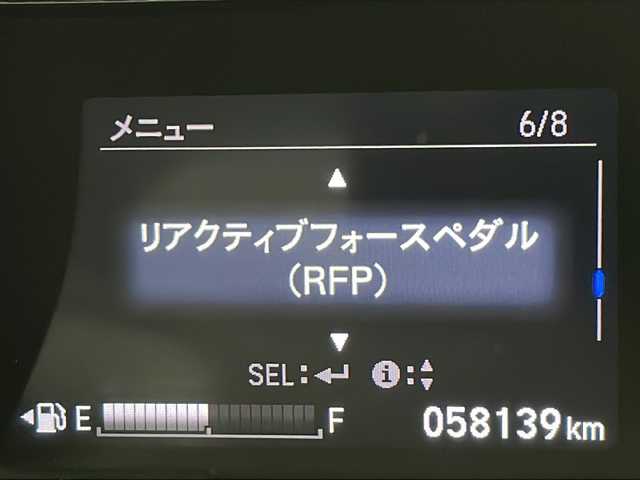 メニュー 6/8
▲
リアクティブフォースペダル
(RFP)
▼
SEL:↵ i:▲▼
E F 058139km